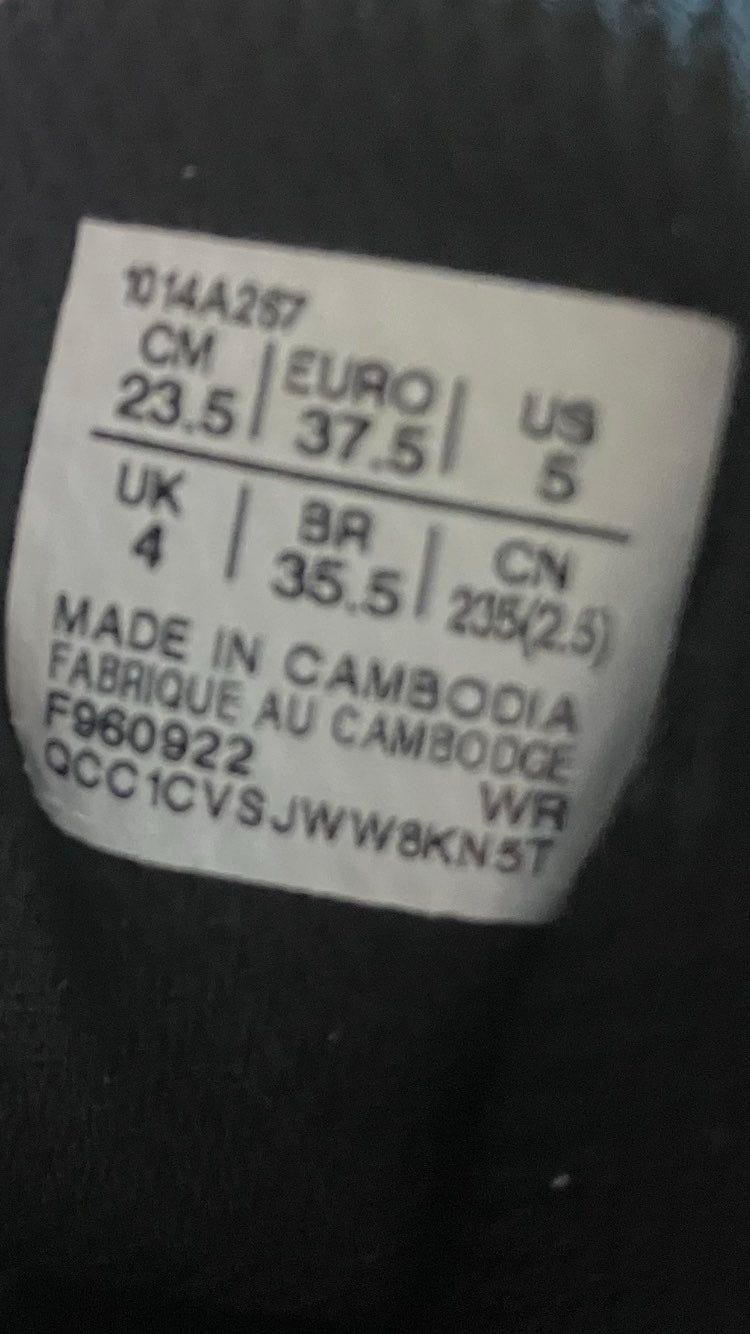 1014A267
CM | EURO | US
23.5 | 37.5 | 5
UK | BR | CN
4 | 35.5 | 235(2.5)
MADE IN CAMBODIA
FABRIQUE AU CAMBODGE
F960922 WR
QCC1CVSJWW8KN5T